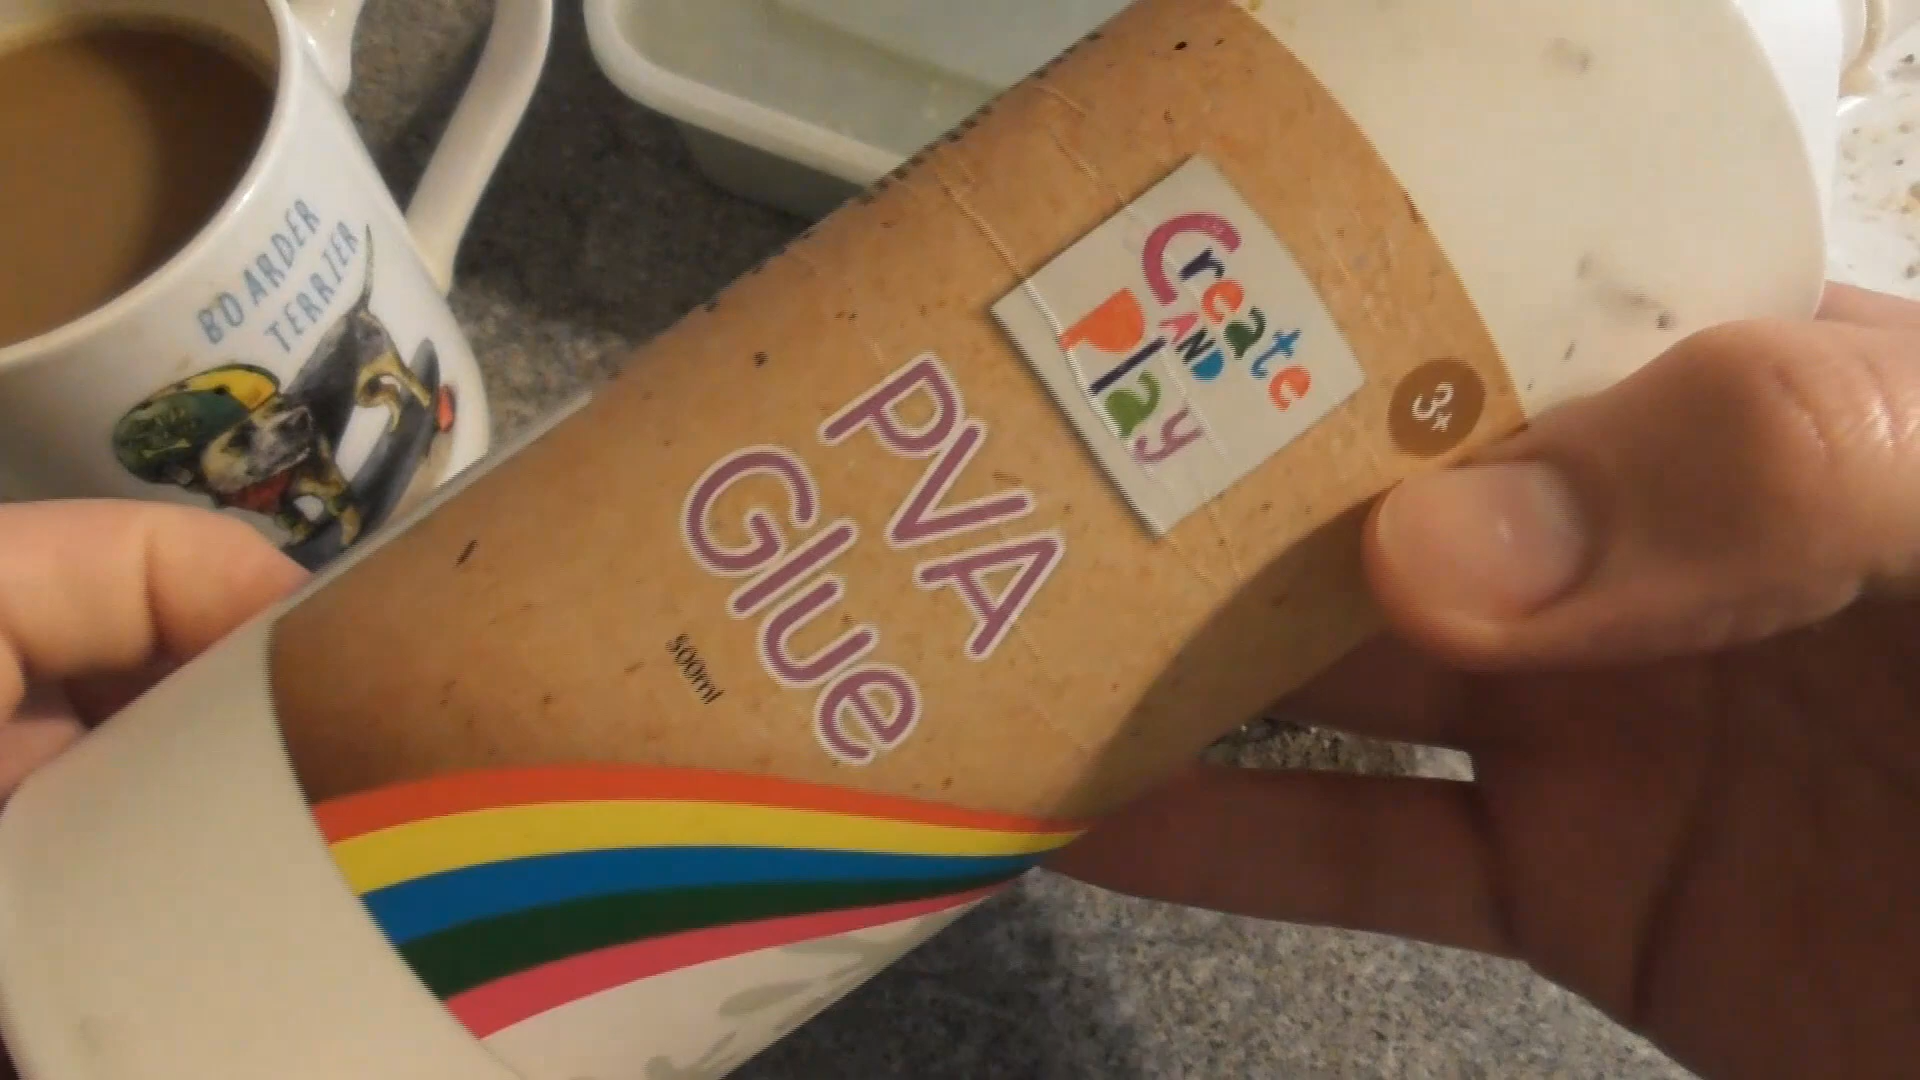 BOARDER
TERRIER
Create
AND
Play
3+
PVA
Glue
500ml